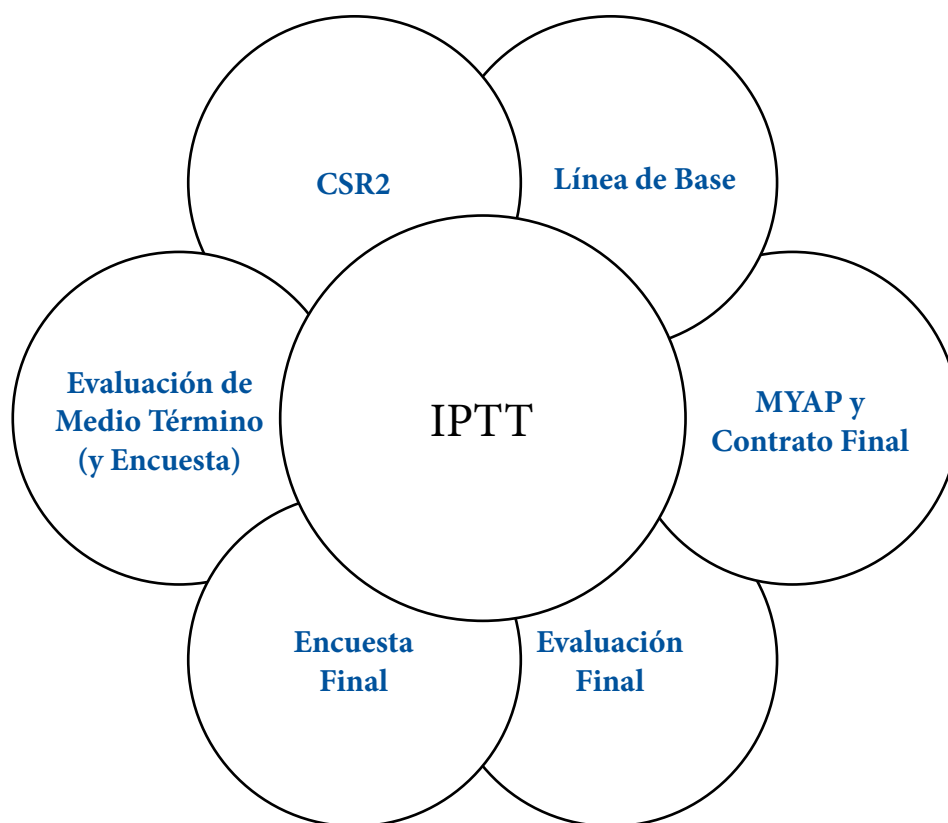 CSR2
Línea de Base
Evaluación de
Medio Término
(y Encuesta)
IPTT
MYAP y
Contrato Final
Encuesta
Final
Evaluación
Final